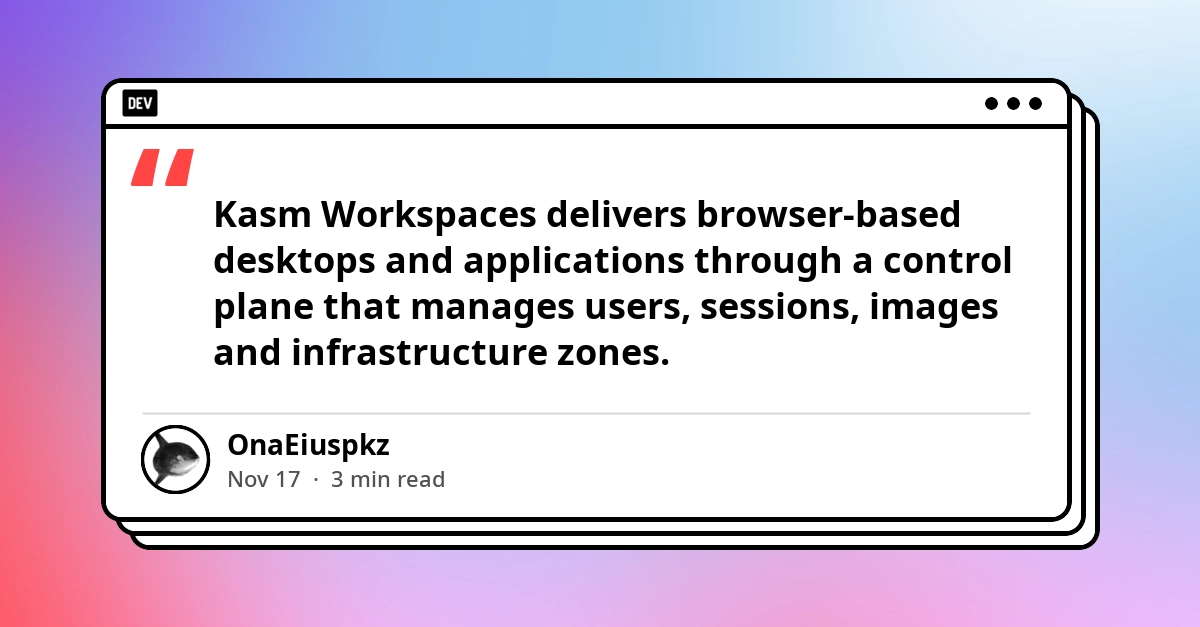 DEV
Kasm Workspaces delivers browser-based
desktops and applications through a control
plane that manages users, sessions, images
and infrastructure zones.
OnaEiuspkz
Nov 17 · 3 min read